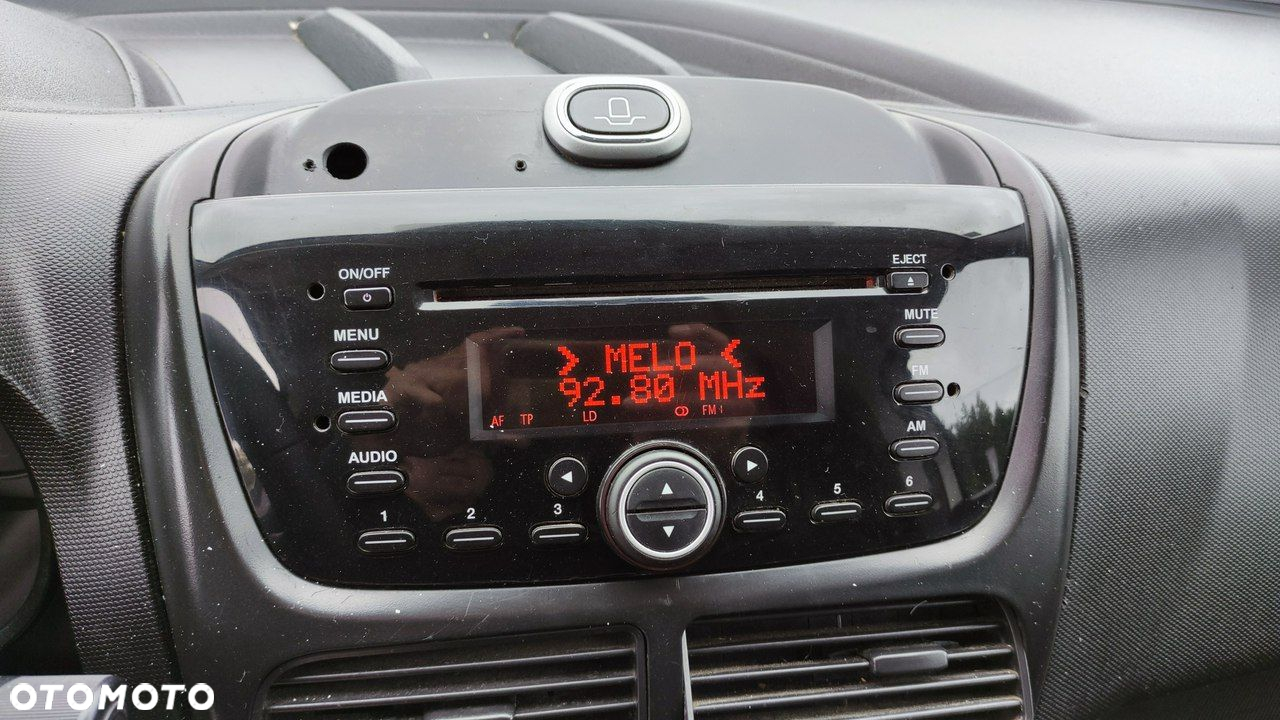 EJECT
ON/OFF
MUTE
MENU
> MELO <
92.80 MHz
FM
MEDIA
AF TP LD FM I
AM
AUDIO
1 2 3 4 5 6
OTOMOTO